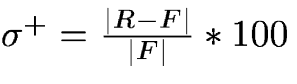 σ⁺ = |R−F| / |F| * 100